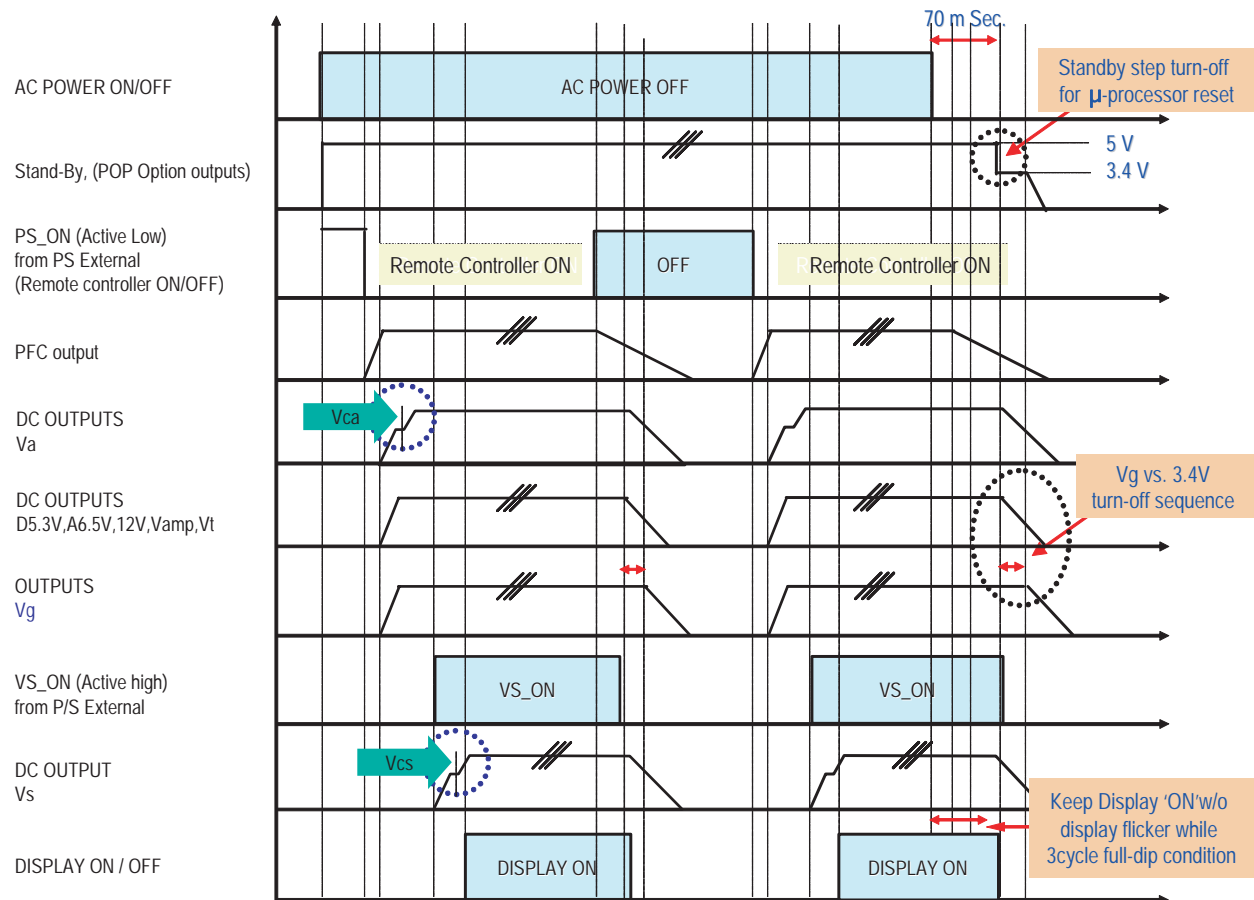 70 m Sec.
AC POWER ON/OFF
AC POWER OFF
Standby step turn-off
for µ-processor reset
Stand-By, (POP Option outputs)
5 V
3.4 V
PS_ON (Active Low)
from PS External
(Remote controller ON/OFF)
Remote Controller ON
OFF
Remote Controller ON
PFC output
DC OUTPUTS
Va
Vca
DC OUTPUTS
D5.3V,A6.5V,12V,Vamp,Vt
Vg vs. 3.4V
turn-off sequence
OUTPUTS
Vg
VS_ON (Active high)
from P/S External
VS_ON
VS_ON
DC OUTPUT
Vs
Vcs
Keep Display 'ON'w/o
display flicker while
3cycle full-dip condition
DISPLAY ON / OFF
DISPLAY ON
DISPLAY ON